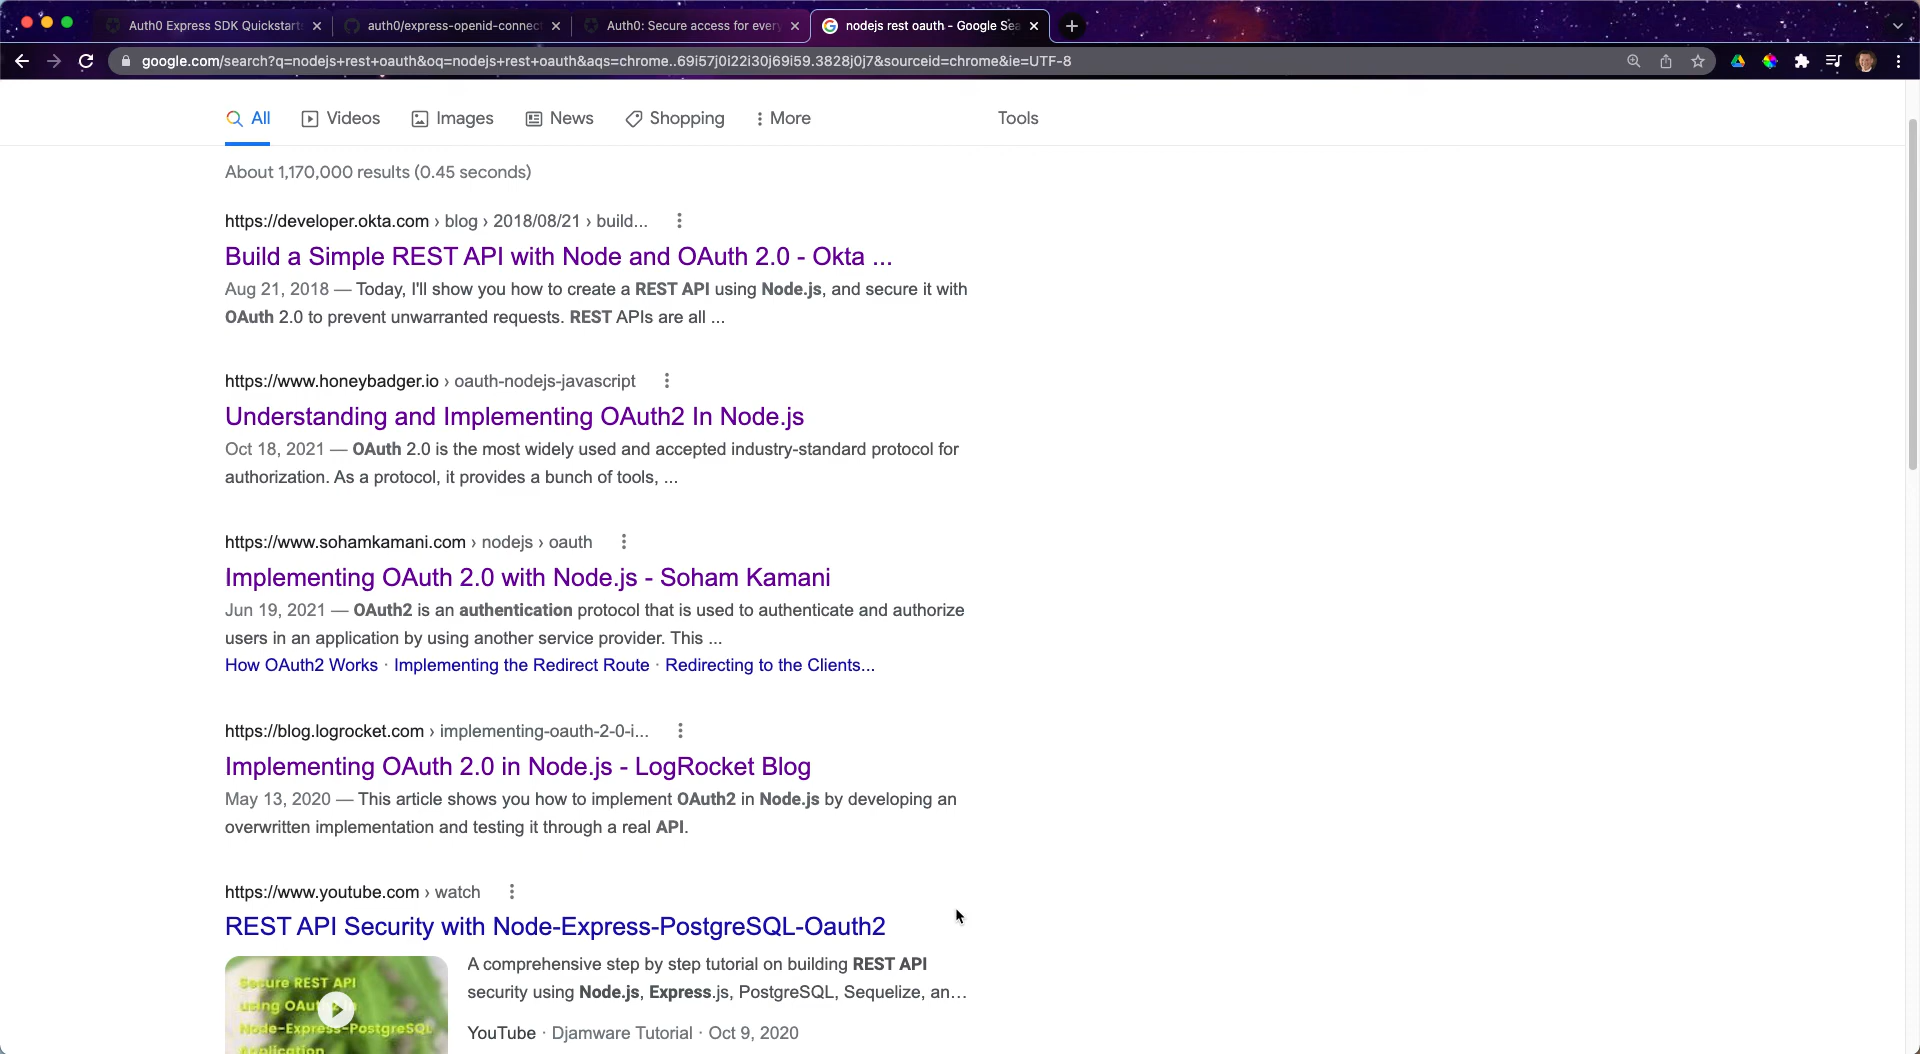 Auth0 Express SDK Quickstarts
auth0/express-openid-connect
Auth0: Secure access for every
nodejs rest oauth - Google Sea
google.com/search?q=nodejs+rest+oauth&oq=nodejs+rest+oauth&aqs=chrome..69i57j0i22i30j69i59.3828j0j7&sourceid=chrome&ie=UTF-8
All Videos Images News Shopping More Tools
About 1,170,000 results (0.45 seconds)
https://developer.okta.com › blog › 2018/08/21 › build...
Build a Simple REST API with Node and OAuth 2.0 - Okta ...
Aug 21, 2018 — Today, I'll show you how to create a REST API using Node.js, and secure it with
OAuth 2.0 to prevent unwarranted requests. REST APIs are all ...
https://www.honeybadger.io › oauth-nodejs-javascript
Understanding and Implementing OAuth2 In Node.js
Oct 18, 2021 — OAuth 2.0 is the most widely used and accepted industry-standard protocol for
authorization. As a protocol, it provides a bunch of tools, ...
https://www.sohamkamani.com › nodejs › oauth
Implementing OAuth 2.0 with Node.js - Soham Kamani
Jun 19, 2021 — OAuth2 is an authentication protocol that is used to authenticate and authorize
users in an application by using another service provider. This ...
How OAuth2 Works · Implementing the Redirect Route · Redirecting to the Clients...
https://blog.logrocket.com › implementing-oauth-2-0-i...
Implementing OAuth 2.0 in Node.js - LogRocket Blog
May 13, 2020 — This article shows you how to implement OAuth2 in Node.js by developing an
overwritten implementation and testing it through a real API.
https://www.youtube.com › watch
REST API Security with Node-Express-PostgreSQL-Oauth2
A comprehensive step by step tutorial on building REST API
security using Node.js, Express.js, PostgreSQL, Sequelize, an...
YouTube · Djamware Tutorial · Oct 9, 2020
Secure REST API
using OAu
Node-Express-PostgreSQL
Application